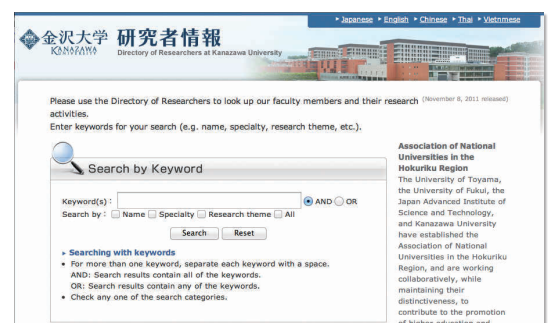 ▸ Japanese ▸ English ▸ Chinese ▸ Thai ▸ Vietnmese
金沢大学 研究者情報
KANAZAWA
UNIVERSITY
Directory of Researchers at Kanazawa University
Please use the Directory of Researchers to look up our faculty members and their research (November 8, 2011 released)
activities.
Enter keywords for your search (e.g. name, specialty, research theme, etc.).
Search by Keyword
Keyword(s) : AND OR
Search by : Name Specialty Research theme All
Search Reset
▸ Searching with keywords
• For more than one keyword, separate each keyword with a space.
AND: Search results contain all of the keywords.
OR: Search results contain any of the keywords.
• Check any one of the search categories.
Association of National
Universities in the
Hokuriku Region
The University of Toyama,
the University of Fukui, the
Japan Advanced Institute of
Science and Technology,
and Kanazawa University
have established the
Association of National
Universities in the Hokuriku
Region, and are working
collaboratively, while
maintaining their
distinctiveness, to
contribute to the promotion
of higher education and